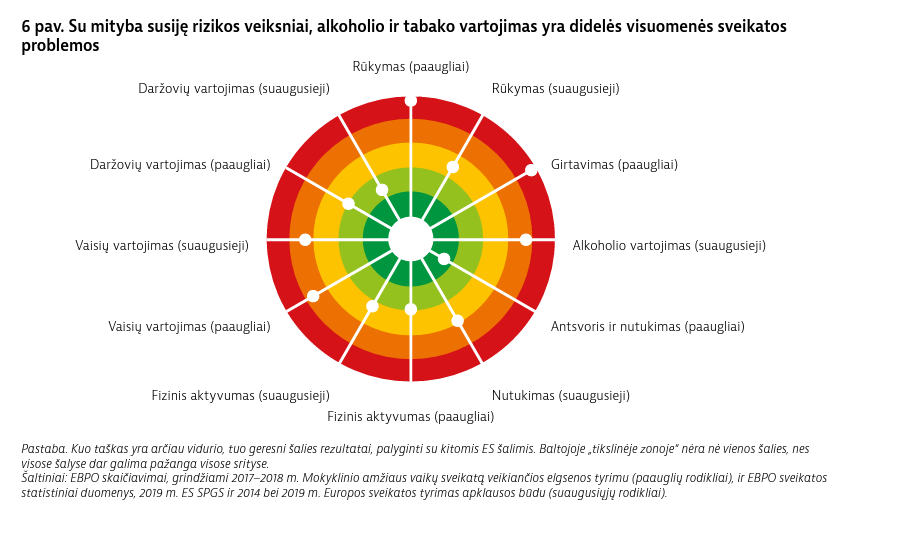 6 pav. Su mityba susiję rizikos veiksniai, alkoholio ir tabako vartojimas yra didelės visuomenės sveikatos
problemos
Rūkymas (paaugliai)
Daržovių vartojimas (suaugusieji)
Rūkymas (suaugusieji)
Daržovių vartojimas (paaugliai)
Girtavimas (paaugliai)
Vaisių vartojimas (suaugusieji)
Alkoholio vartojimas (suaugusieji)
Vaisių vartojimas (paaugliai)
Antsvoris ir nutukimas (paaugliai)
Fizinis aktyvumas (suaugusieji)
Nutukimas (suaugusieji)
Fizinis aktyvumas (paaugliai)
Pastaba. Kuo taškas yra arčiau vidurio, tuo geresni šalies rezultatai, palyginti su kitomis ES šalimis. Baltojoje „tikslinėje zonoje“ nėra nė vienos šalies, nes
visose šalyse dar galima pažanga visose srityse.
Šaltiniai: EBPO skaičiavimai, grindžiami 2017–2018 m. Mokyklinio amžiaus vaikų sveikatą veikiančios elgsenos tyrimu (paauglių rodikliai), ir EBPO sveikatos
statistiniai duomenys, 2019 m. ES SPGS ir 2014 bei 2019 m. Europos sveikatos tyrimas apklausos būdu (suaugusiųjų rodikliai).